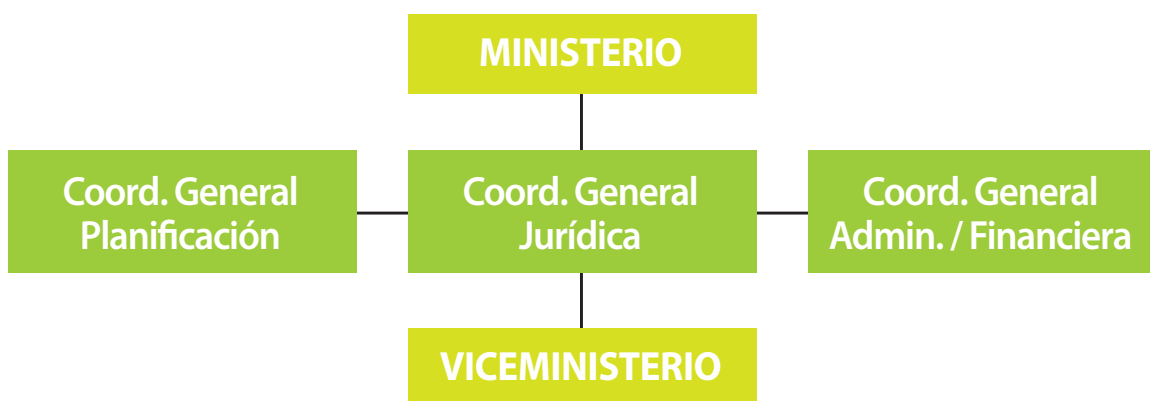 MINISTERIO
Coord. General
Planificación
Coord. General
Jurídica
Coord. General
Admin. / Financiera
VICEMINISTERIO